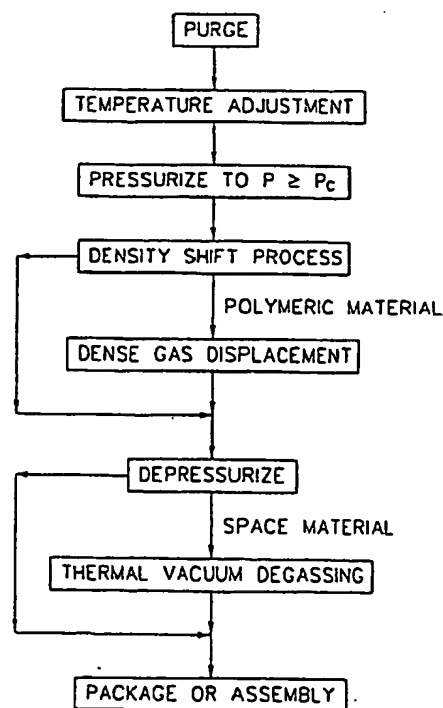 PURGE
TEMPERATURE ADJUSTMENT
PRESSURIZE TO P ≥ Pc
DENSITY SHIFT PROCESS
POLYMERIC MATERIAL
DENSE GAS DISPLACEMENT
DEPRESSURIZE
SPACE MATERIAL
THERMAL VACUUM DEGASSING
PACKAGE OR ASSEMBLY